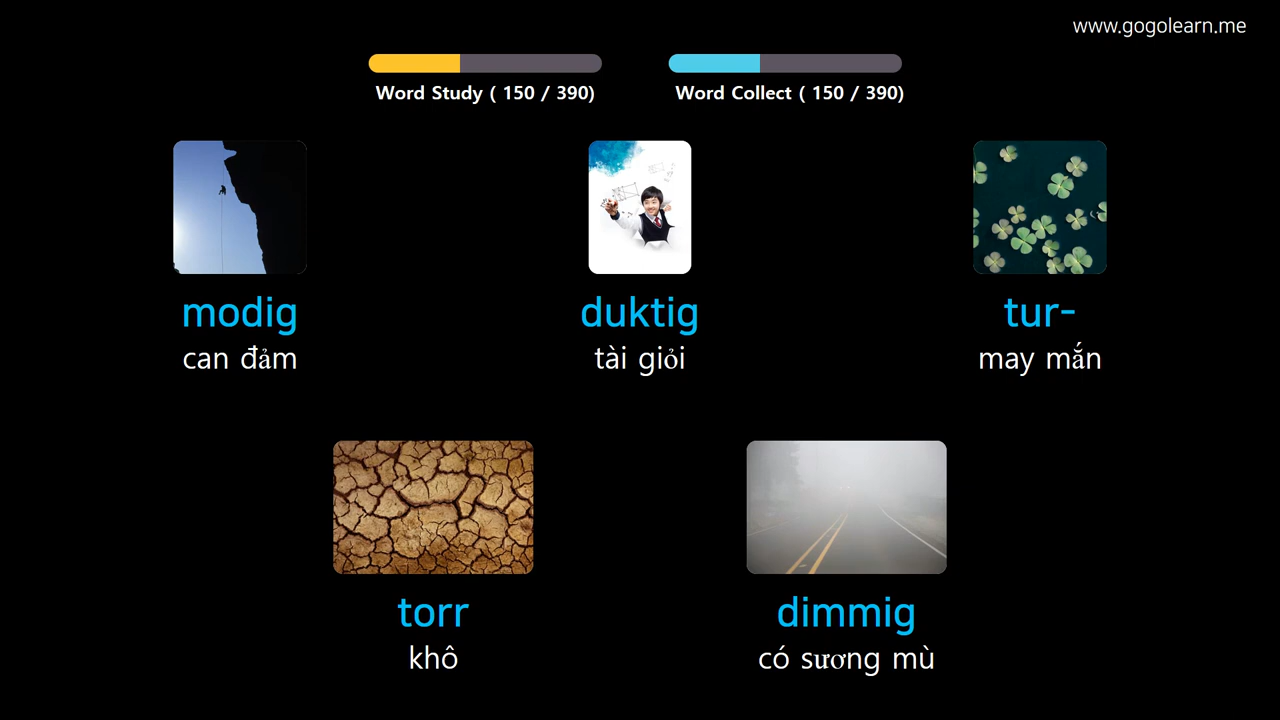 www.gogolearn.me
Word Study ( 150 / 390)
Word Collect ( 150 / 390)
modig
can đảm
duktig
tài giỏi
tur-
may mắn
torr
khô
dimmig
có sương mù